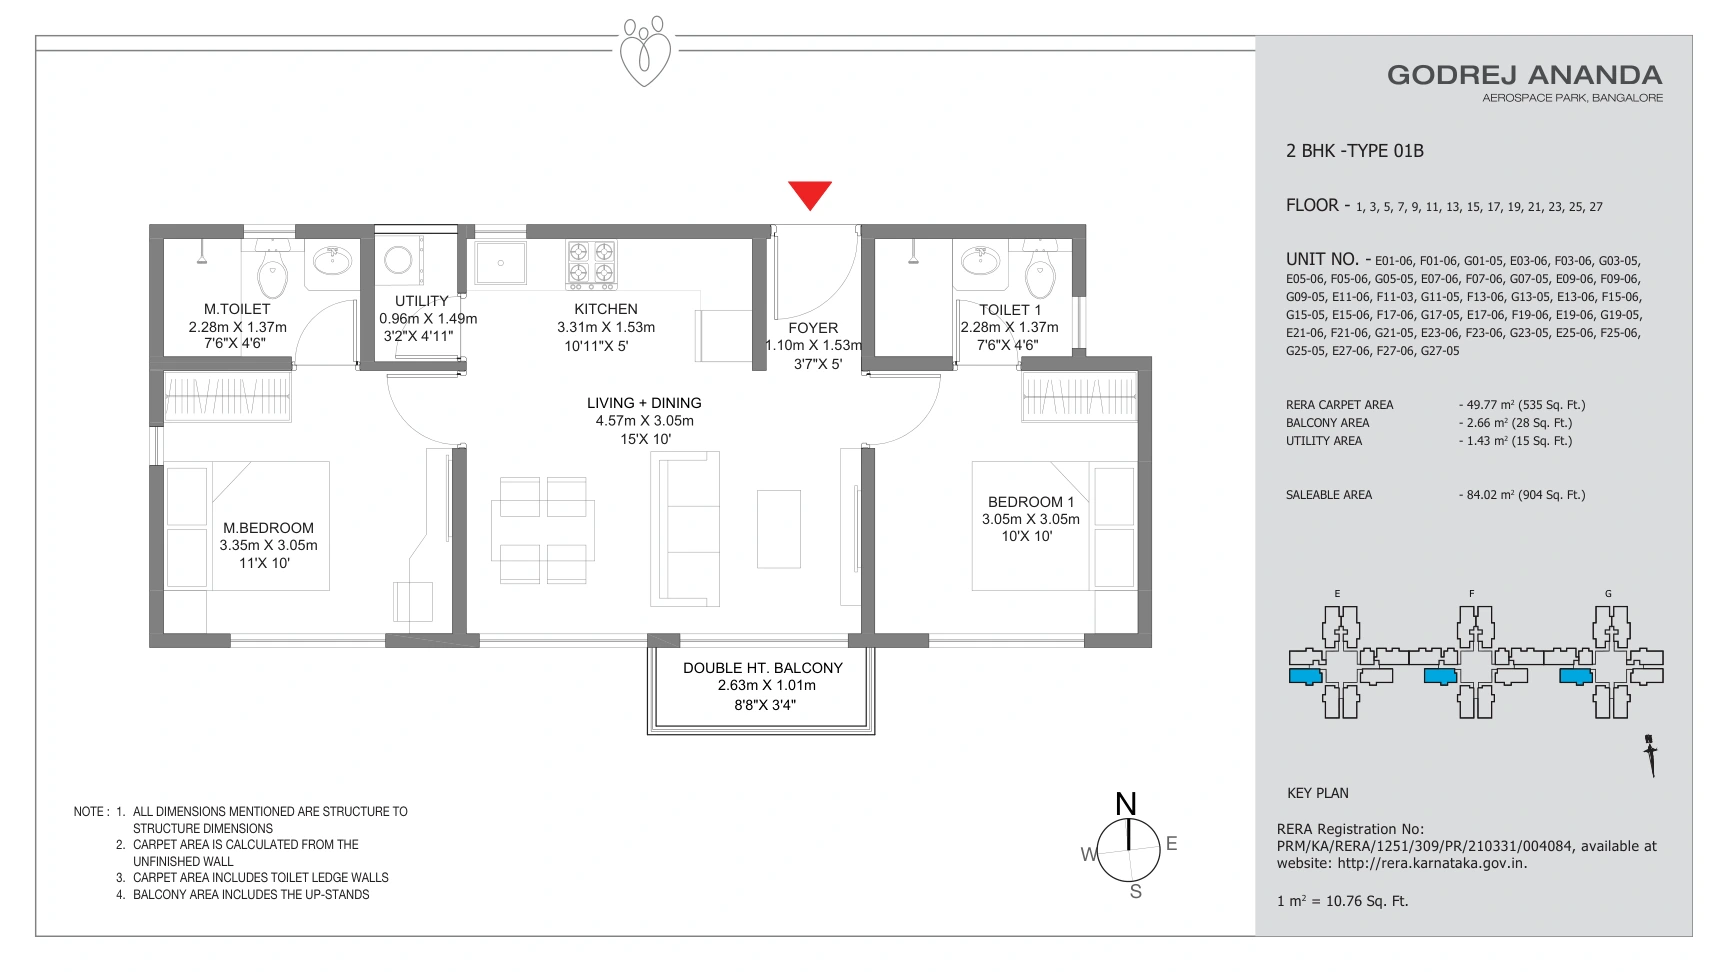 GODREJ ANANDA
AEROSPACE PARK, BANGALORE
2 BHK -TYPE 01B
FLOOR - 1, 3, 5, 7, 9, 11, 13, 15, 17, 19, 21, 23, 25, 27
UNIT NO. - E01-06, F01-06, G01-05, E03-06, F03-06, G03-05,
E05-06, F05-06, G05-05, E07-06, F07-06, G07-05, E09-06, F09-06,
G09-05, E11-06, F11-03, G11-05, F13-06, G13-05, E13-06, F15-06,
G15-05, E15-06, F17-06, G17-05, E17-06, F19-06, E19-06, G19-05,
E21-06, F21-06, G21-05, E23-06, F23-06, G23-05, E25-06, F25-06,
G25-05, E27-06, F27-06, G27-05
RERA CARPET AREA - 49.77 m² (535 Sq. Ft.)
BALCONY AREA - 2.66 m² (28 Sq. Ft.)
UTILITY AREA - 1.43 m² (15 Sq. Ft.)
SALEABLE AREA - 84.02 m² (904 Sq. Ft.)
E F G
N
KEY PLAN
RERA Registration No:
PRM/KA/RERA/1251/309/PR/210331/004084, available at
website: http://rera.karnataka.gov.in.
1 m² = 10.76 Sq. Ft.
M.TOILET
2.28m X 1.37m
7'6"X 4'6"
UTILITY
0.96m X 1.49m
3'2"X 4'11"
KITCHEN
3.31m X 1.53m
10'11"X 5'
FOYER
1.10m X 1.53m
3'7"X 5'
TOILET 1
2.28m X 1.37m
7'6"X 4'6"
LIVING + DINING
4.57m X 3.05m
15'X 10'
M.BEDROOM
3.35m X 3.05m
11'X 10'
BEDROOM 1
3.05m X 3.05m
10'X 10'
DOUBLE HT. BALCONY
2.63m X 1.01m
8'8"X 3'4"
NOTE : 1. ALL DIMENSIONS MENTIONED ARE STRUCTURE TO
STRUCTURE DIMENSIONS
2. CARPET AREA IS CALCULATED FROM THE
UNFINISHED WALL
3. CARPET AREA INCLUDES TOILET LEDGE WALLS
4. BALCONY AREA INCLUDES THE UP-STANDS
N
W E
S